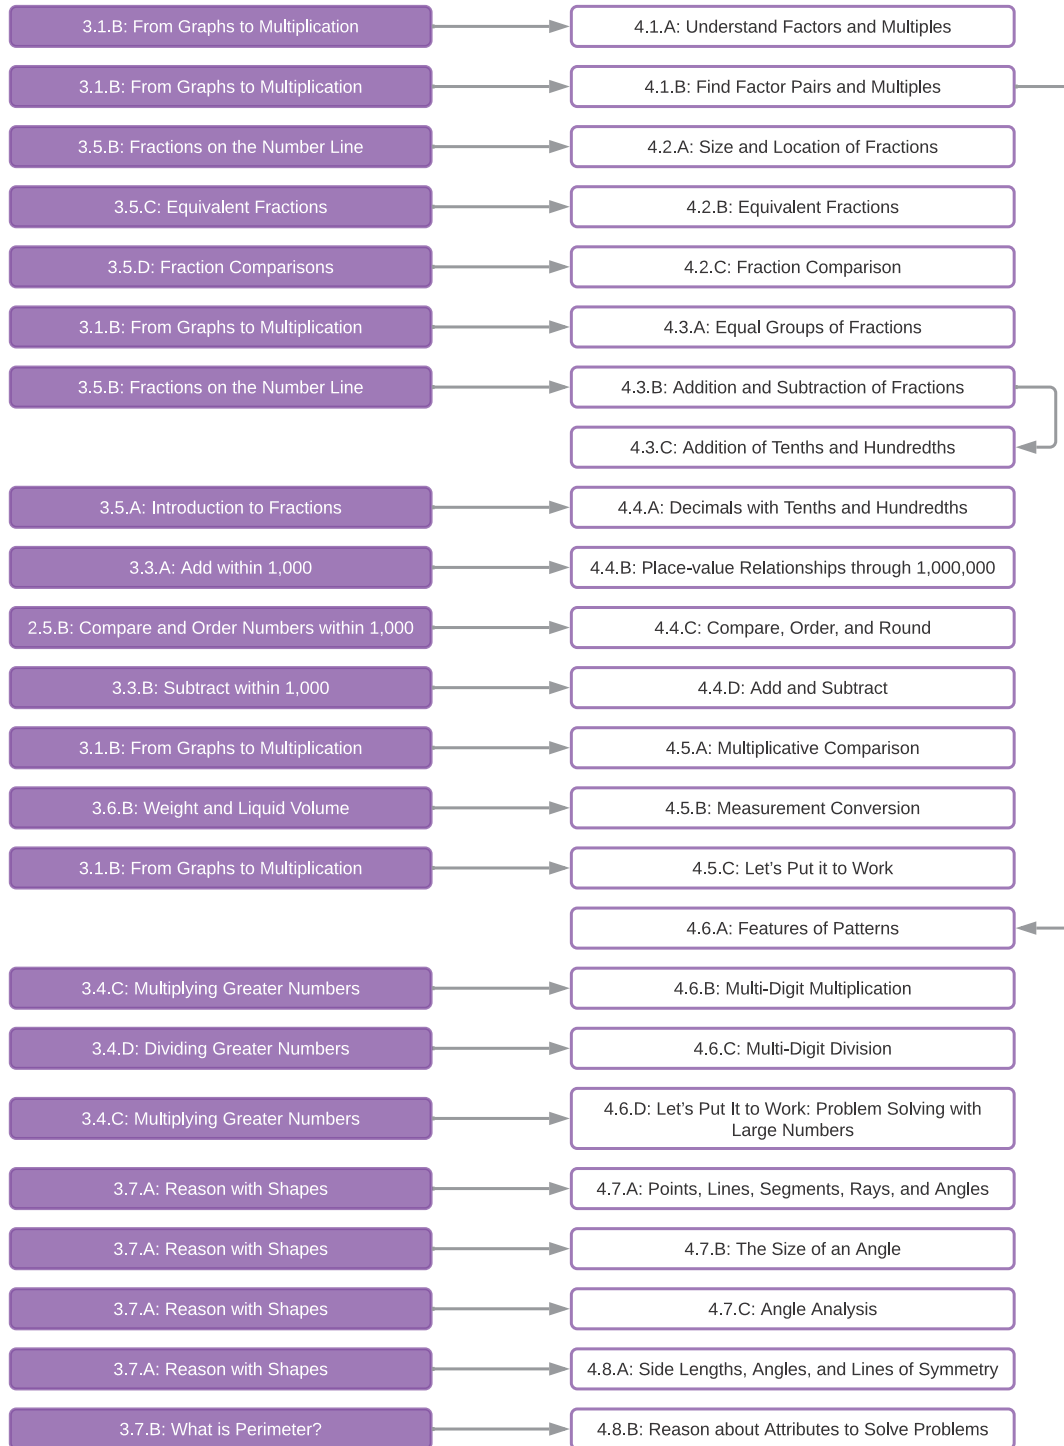 3.1.B: From Graphs to Multiplication
4.1.A: Understand Factors and Multiples
3.1.B: From Graphs to Multiplication
4.1.B: Find Factor Pairs and Multiples
3.5.B: Fractions on the Number Line
4.2.A: Size and Location of Fractions
3.5.C: Equivalent Fractions
4.2.B: Equivalent Fractions
3.5.D: Fraction Comparisons
4.2.C: Fraction Comparison
3.1.B: From Graphs to Multiplication
4.3.A: Equal Groups of Fractions
3.5.B: Fractions on the Number Line
4.3.B: Addition and Subtraction of Fractions
4.3.C: Addition of Tenths and Hundredths
3.5.A: Introduction to Fractions
4.4.A: Decimals with Tenths and Hundredths
3.3.A: Add within 1,000
4.4.B: Place-value Relationships through 1,000,000
2.5.B: Compare and Order Numbers within 1,000
4.4.C: Compare, Order, and Round
3.3.B: Subtract within 1,000
4.4.D: Add and Subtract
3.1.B: From Graphs to Multiplication
4.5.A: Multiplicative Comparison
3.6.B: Weight and Liquid Volume
4.5.B: Measurement Conversion
3.1.B: From Graphs to Multiplication
4.5.C: Let's Put it to Work
4.6.A: Features of Patterns
3.4.C: Multiplying Greater Numbers
4.6.B: Multi-Digit Multiplication
3.4.D: Dividing Greater Numbers
4.6.C: Multi-Digit Division
3.4.C: Multiplying Greater Numbers
4.6.D: Let's Put It to Work: Problem Solving with
Large Numbers
3.7.A: Reason with Shapes
4.7.A: Points, Lines, Segments, Rays, and Angles
3.7.A: Reason with Shapes
4.7.B: The Size of an Angle
3.7.A: Reason with Shapes
4.7.C: Angle Analysis
3.7.A: Reason with Shapes
4.8.A: Side Lengths, Angles, and Lines of Symmetry
3.7.B: What is Perimeter?
4.8.B: Reason about Attributes to Solve Problems